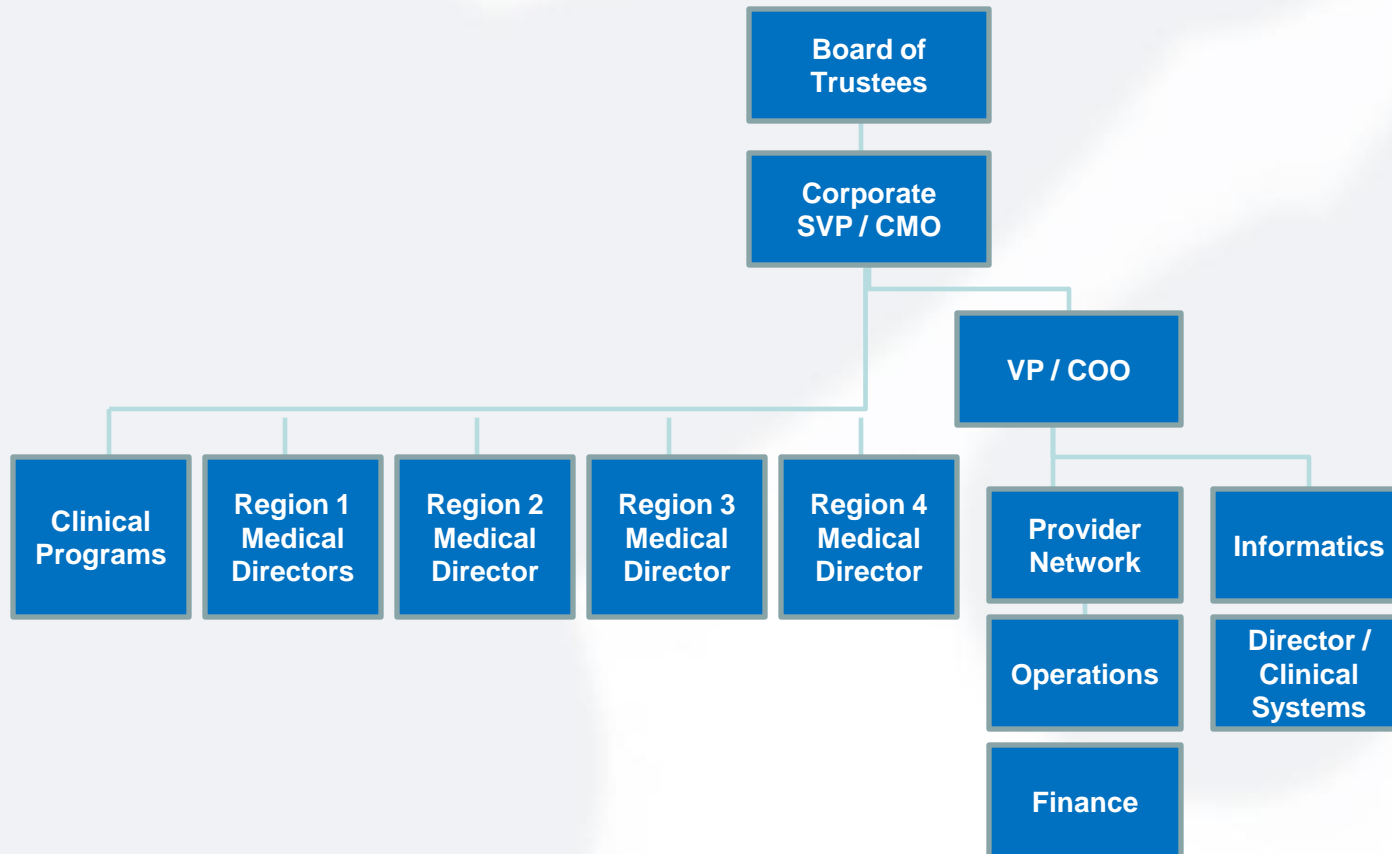 Board of
Trustees
Corporate
SVP / CMO
VP / COO
Clinical
Programs
Region 1
Medical
Directors
Region 2
Medical
Director
Region 3
Medical
Director
Region 4
Medical
Director
Provider
Network
Informatics
Operations
Director /
Clinical
Systems
Finance